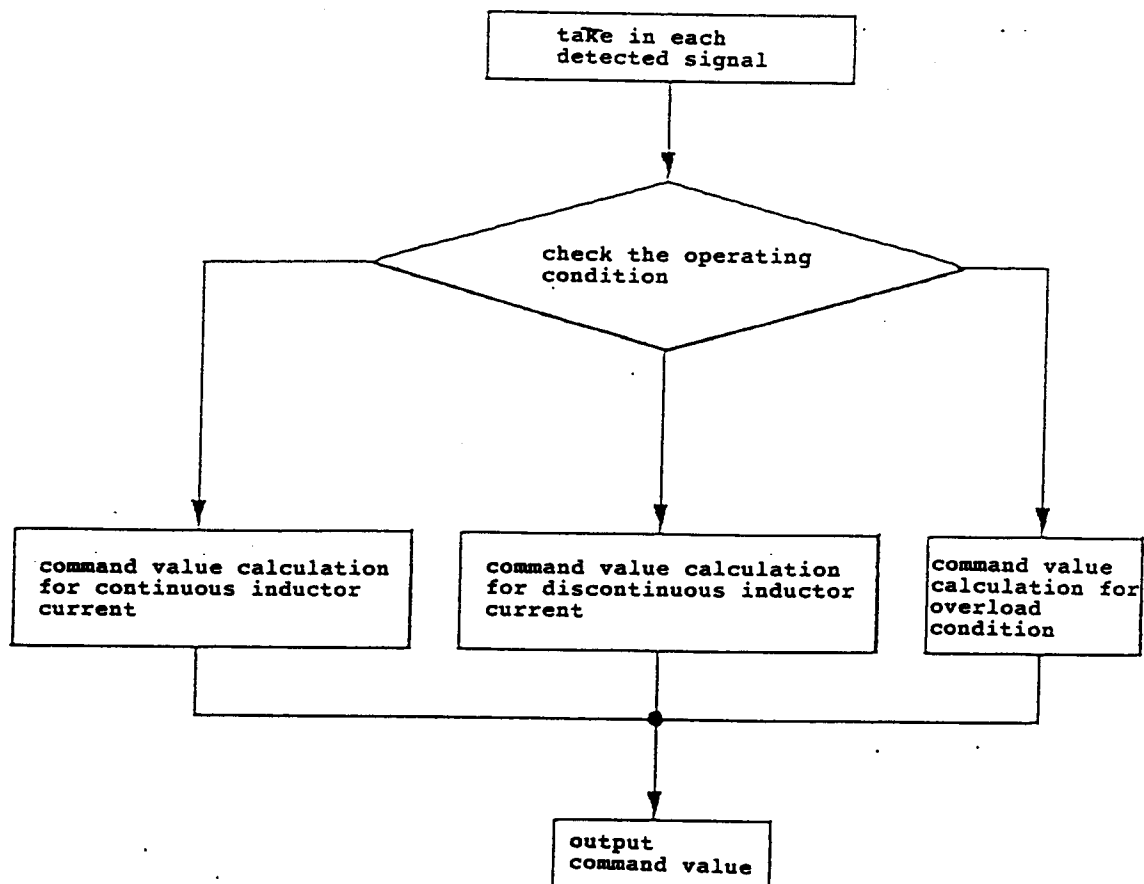 take in each
detected signal
check the operating
condition
command value calculation
for continuous inductor
current
command value calculation
for discontinuous inductor
current
command value
calculation for
overload
condition
output
command value